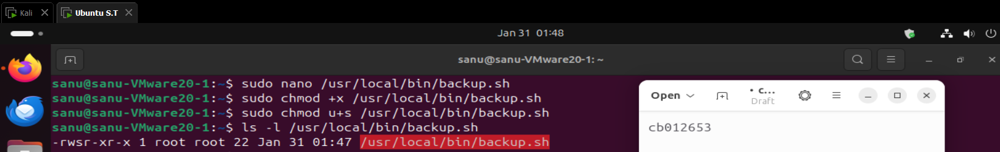 Kali
Ubuntu S.T
Jan 31 01:48
sanu@sanu-VMware20-1: ~
sanu@sanu-VMware20-1:~$ sudo nano /usr/local/bin/backup.sh
sanu@sanu-VMware20-1:~$ sudo chmod +x /usr/local/bin/backup.sh
sanu@sanu-VMware20-1:~$ sudo chmod u+s /usr/local/bin/backup.sh
sanu@sanu-VMware20-1:~$ ls -l /usr/local/bin/backup.sh
-rwsr-xr-x 1 root root 22 Jan 31 01:47 /usr/local/bin/backup.sh
Open
• c...
Draft
cb012653